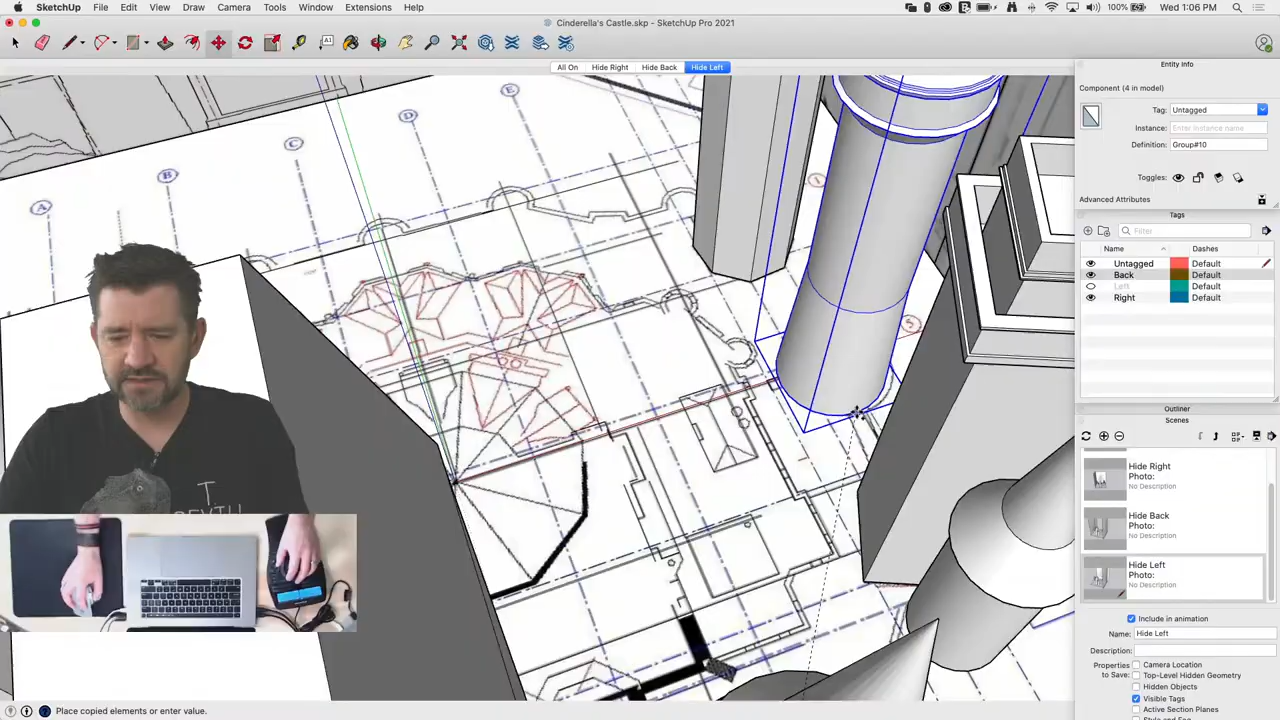 SketchUp File Edit View Draw Camera Tools Window Extensions Help 100% Wed 1:06 PM
Cinderella's Castle.skp - SketchUp Pro 2021
All On Hide Right Hide Back Hide Left
Entity Info
Component (4 in model)
Tag: Untagged
Instance: Enter instance name
Definition: Group#10
Toggles:
Advanced Attributes
Tags
Filter
Name Dashes
Untagged Default
Back Default
Left Default
Right Default
Outliner
Scenes
Hide Right
Photo:
No Description
Hide Back
Photo:
No Description
Hide Left
Photo:
No Description
Include in animation
Name: Hide Left
Description:
Properties to Save:
Camera Location
Top-Level Hidden Geometry
Hidden Objects
Visible Tags
Active Section Planes
Style and Fog
A
B
C
D
E
Place copied elements or enter value.